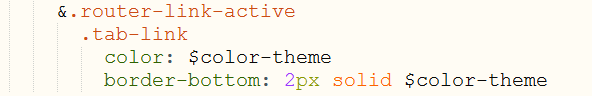 &.router-link-active
.tab-link
color: $color-theme
border-bottom: 2px solid $color-theme